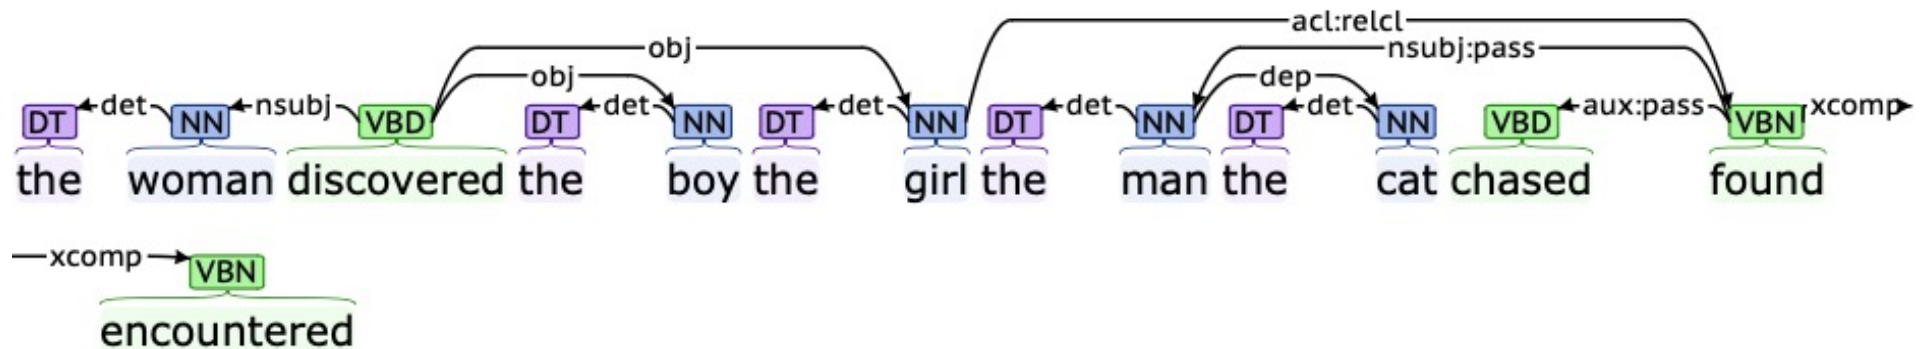 acl:relcl
obj nsubj:pass
obj dep
det nsubj det det det det aux:pass xcomp
DT NN VBD DT NN DT NN DT NN DT NN VBD VBN
the woman discovered the boy the girl the man the cat chased found
xcomp
VBN
encountered